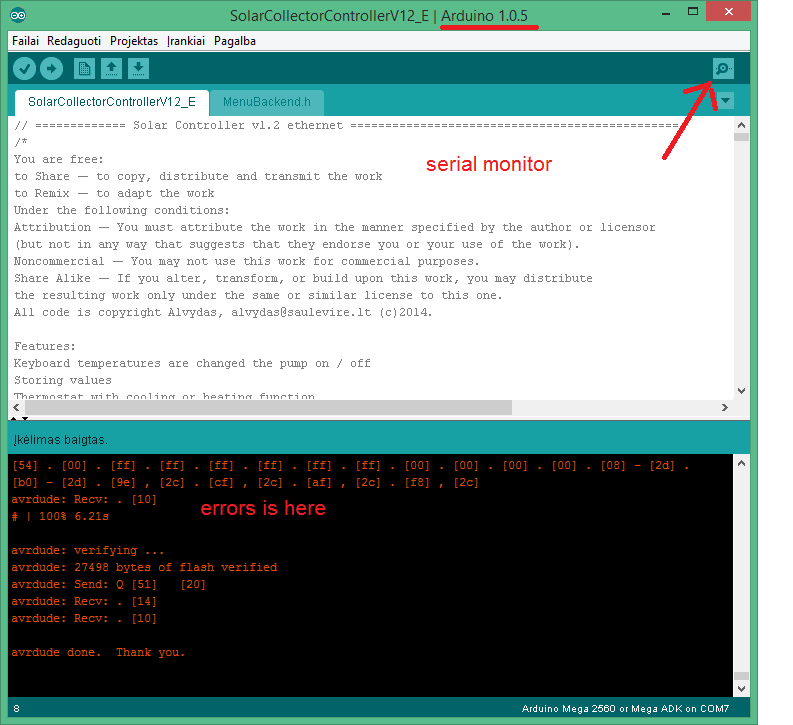 SolarCollectorControllerV12_E | Arduino 1.0.5
Failai Redaguoti Projektas Įrankiai Pagalba
SolarCollectorControllerV12_E MenuBackend.h
// ============= Solar Controller v1.2 ethernet ================================================
/*
You are free:
to Share — to copy, distribute and transmit the work
to Remix — to adapt the work
Under the following conditions:
Attribution — You must attribute the work in the manner specified by the author or licensor
(but not in any way that suggests that they endorse you or your use of the work).
Noncommercial — You may not use this work for commercial purposes.
Share Alike — If you alter, transform, or build upon this work, you may distribute
the resulting work only under the same or similar license to this one.
All code is copyright Alvydas, alvydas@saulevire.lt (c)2014.
Features:
Keyboard temperatures are changed the pump on / off
Storing values
Thermostat with cooling or heating function
serial monitor
Įkėlimas baigtas.
[54] . [00] . [ff] . [ff] . [ff] . [ff] . [ff] . [ff] . [00] . [00] . [00] . [00] . [08] - [2d] .
[b0] - [2d] . [9e] , [2c] . [cf] , [2c] . [af] , [2c] . [f8] , [2c]
avrdude: Recv: . [10]
# | 100% 6.21s
errors is here
avrdude: verifying ...
avrdude: 27498 bytes of flash verified
avrdude: Send: Q [51]   [20]
avrdude: Recv: . [14]
avrdude: Recv: . [10]
avrdude done.  Thank you.
8 Arduino Mega 2560 or Mega ADK on COM7